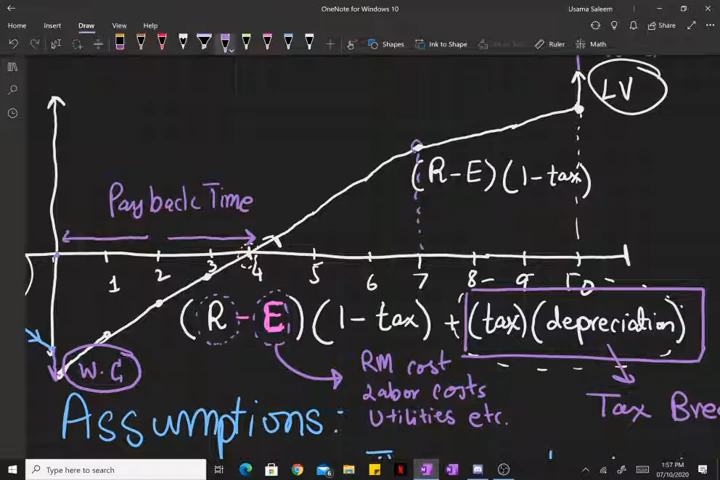 OneNote for Windows 10
Usama Saleem
Home Insert Draw View Help
Shapes Ink to Shape Ruler Math
Share
LV
(R-E)(1-tax)
Payback Time
1 2 3 4 5 6 7 8 9 10
(R - E)(1-tax) + (tax)(depreciation)
W.C
RM cost
Labor costs
Utilities etc.
Tax Brea
Assumptions:
Type here to search
1:57 PM
07/10/2020